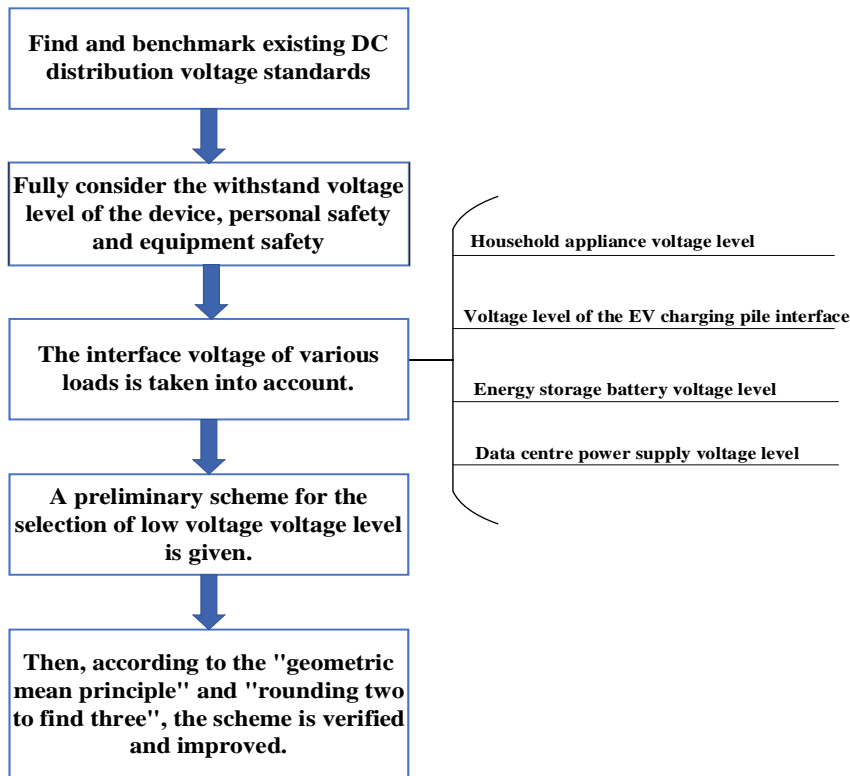 Find and benchmark existing DC
distribution voltage standards
Fully consider the withstand voltage
level of the device, personal safety
and equipment safety
The interface voltage of various
loads is taken into account.
Household appliance voltage level
Voltage level of the EV charging pile interface
Energy storage battery voltage level
Data centre power supply voltage level
A preliminary scheme for the
selection of low voltage voltage level
is given.
Then, according to the "geometric
mean principle" and "rounding two
to find three", the scheme is verified
and improved.